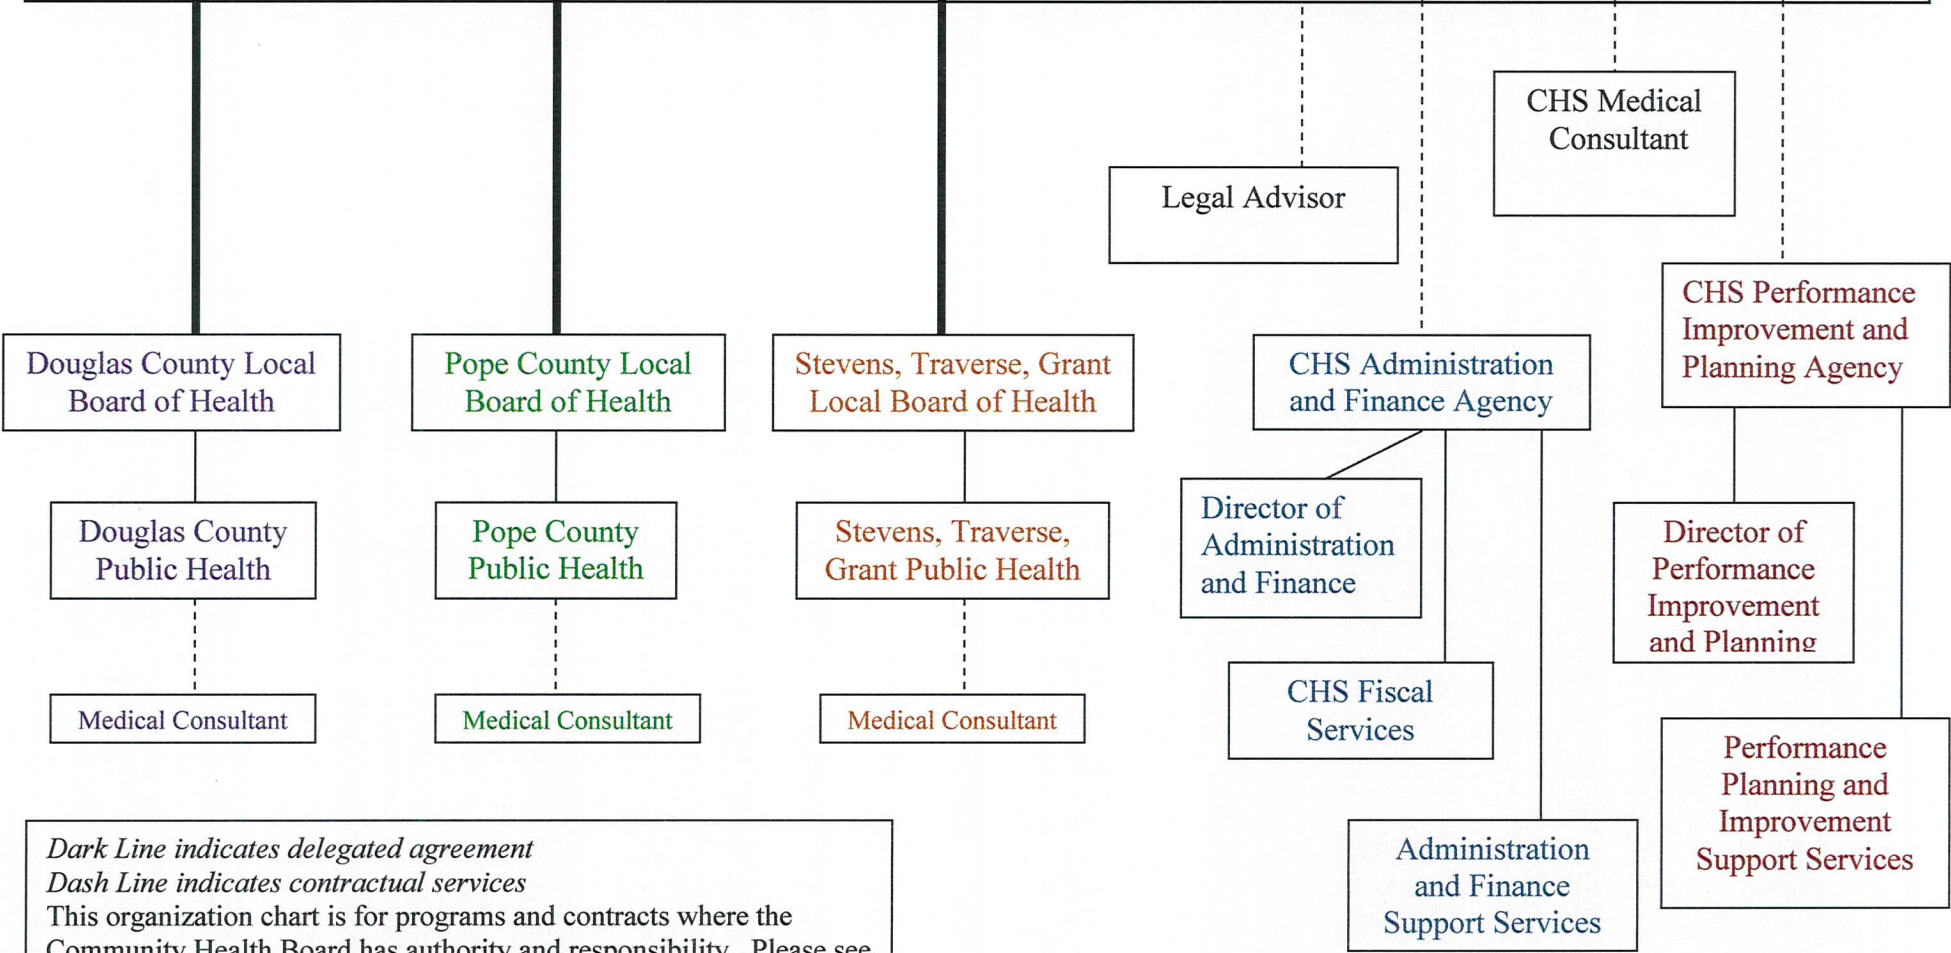 CHS Medical
Consultant
Legal Advisor
CHS Performance
Improvement and
Planning Agency
Douglas County Local
Board of Health
Pope County Local
Board of Health
Stevens, Traverse, Grant
Local Board of Health
CHS Administration
and Finance Agency
Douglas County
Public Health
Pope County
Public Health
Stevens, Traverse,
Grant Public Health
Director of
Administration
and Finance
Director of
Performance
Improvement
and Planning
Medical Consultant
Medical Consultant
Medical Consultant
CHS Fiscal
Services
Performance
Planning and
Improvement
Support Services
Administration
and Finance
Support Services
Dark Line indicates delegated agreement
Dash Line indicates contractual services
This organization chart is for programs and contracts where the
Community Health Board has authority and responsibility. Please see